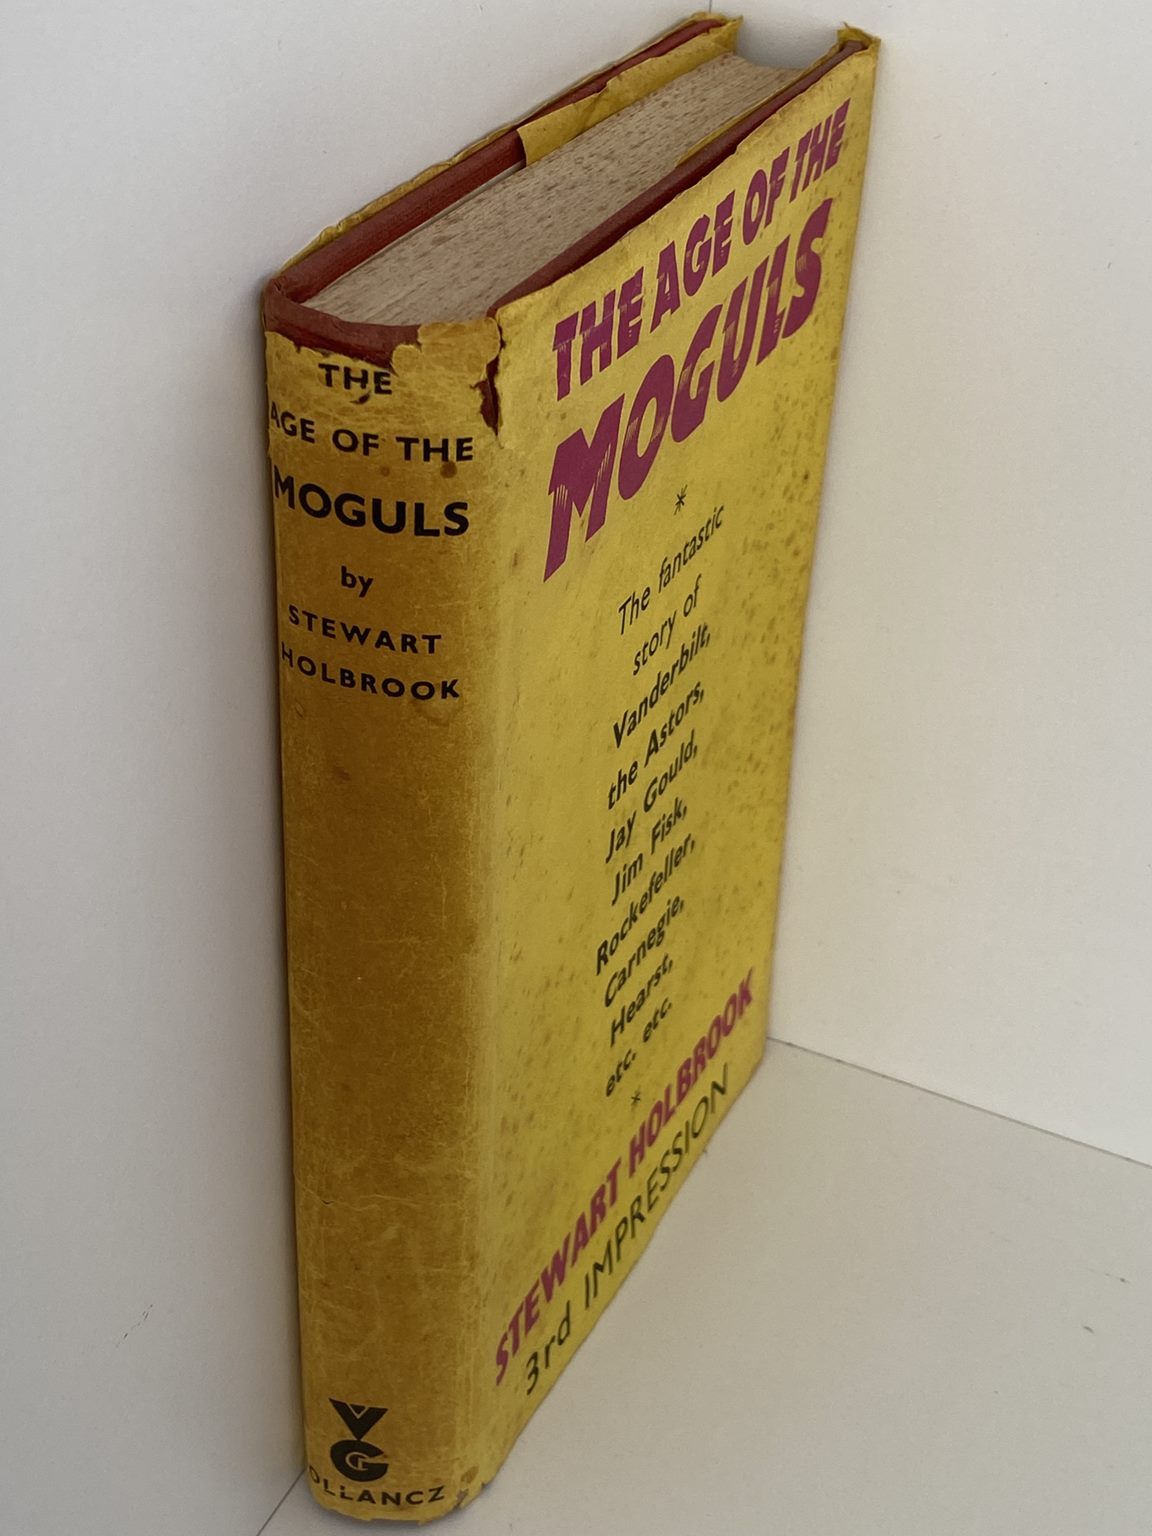 THE
AGE OF THE
MOGULS
by
STEWART
HOLBROOK
VG
OLLANCZ
THE AGE OF THE
MOGULS
*
The fantastic
story of
Vanderbilt,
the Astors,
Jay Gould,
Jim Fisk,
Rockefeller,
Carnegie,
Hearst,
etc. etc.
*
STEWART HOLBROOK
3rd IMPRESSION